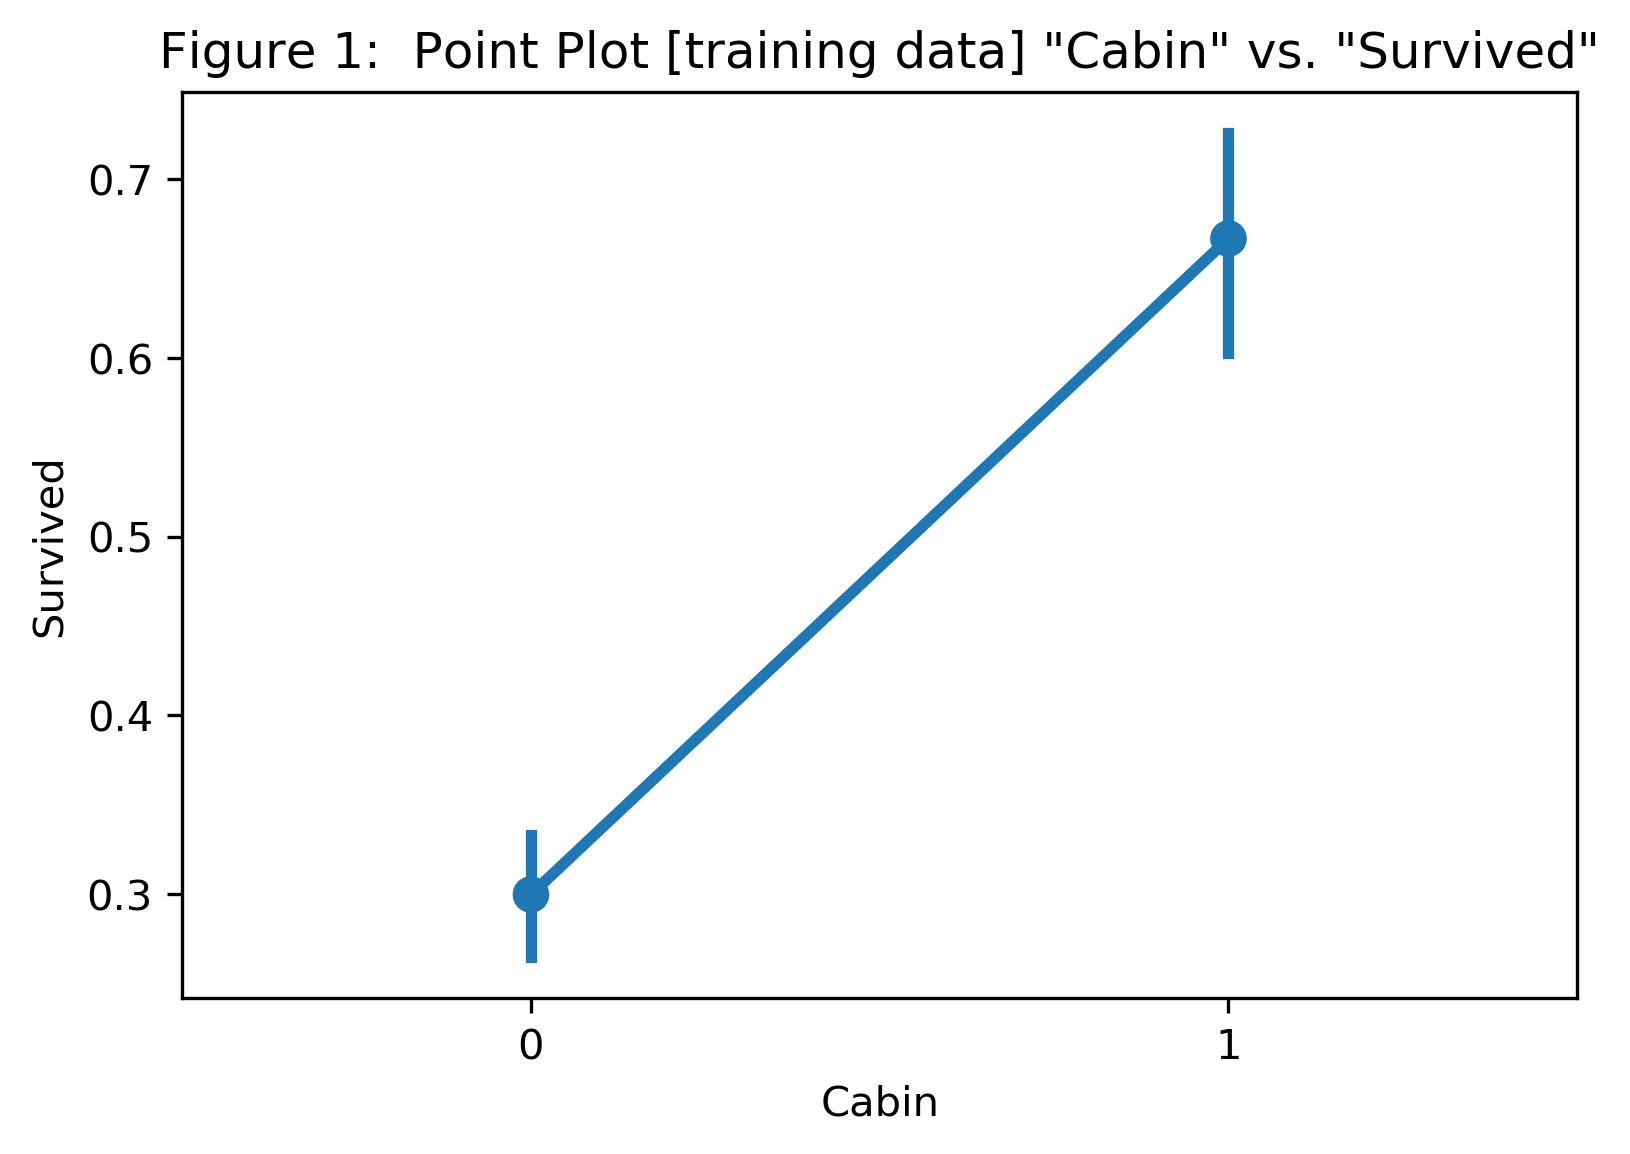 Figure 1:  Point Plot [training data] "Cabin" vs. "Survived"
0.7
0.6
0.5
0.4
0.3
Survived
0 1
Cabin